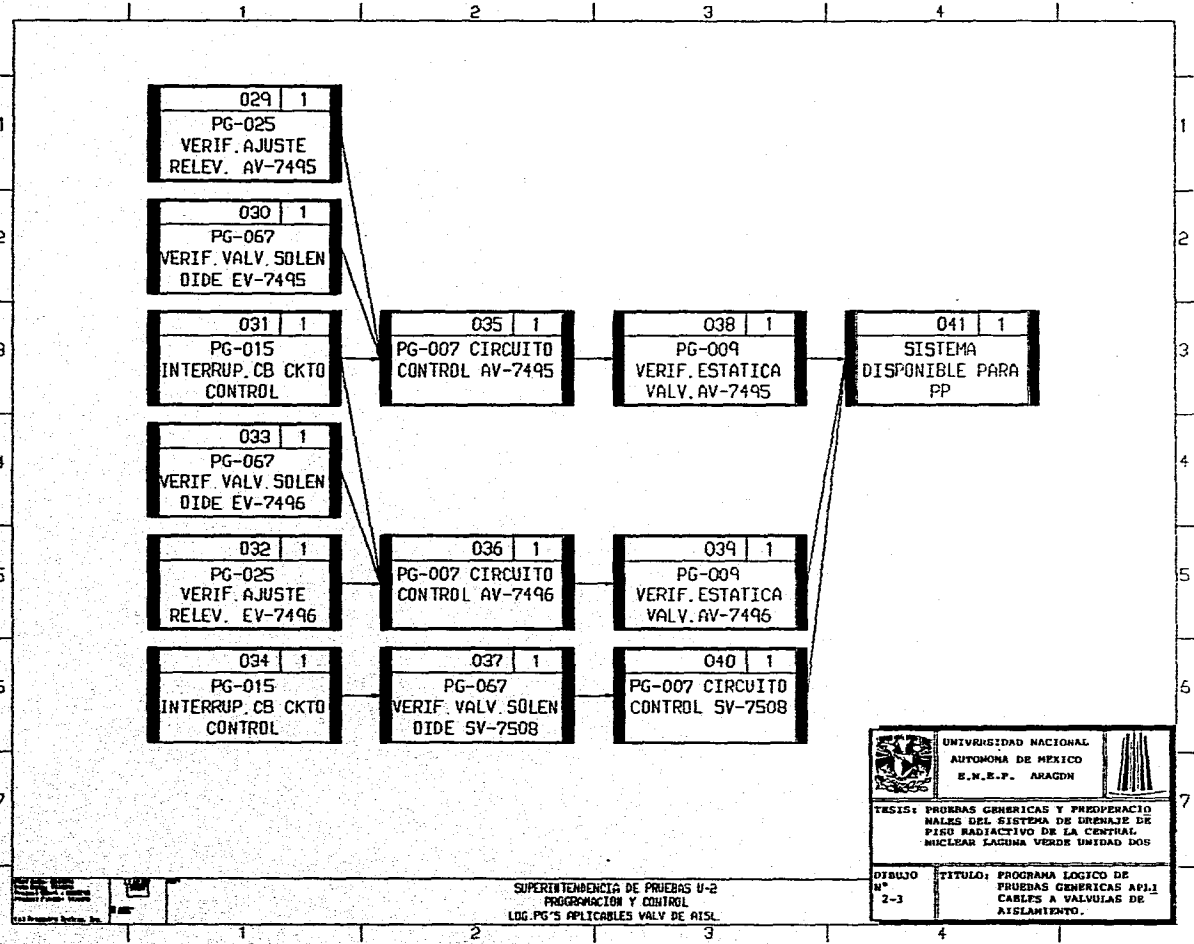 1 2 3 4
029 1
PG-025
VERIF.AJUSTE
RELEV. AV-7495
030 1
PG-067
VERIF.VALV.SOLEN
OIDE EV-7495
031 1
PG-015
INTERRUP.CB CKTO
CONTROL
033 1
PG-067
VERIF.VALV.SOLEN
OIDE EV-7496
032 1
PG-025
VERIF.AJUSTE
RELEV. EV-7496
034 1
PG-015
INTERRUP.CB CKTO
CONTROL
035 1
PG-007 CIRCUITO
CONTROL AV-7495
036 1
PG-007 CIRCUITO
CONTROL AV-7496
037 1
PG-067
VERIF.VALV.SOLEN
OIDE SV-7508
038 1
PG-009
VERIF.ESTATICA
VALV.AV-7495
039 1
PG-009
VERIF.ESTATICA
VALV.AV-7496
040 1
PG-007 CIRCUITO
CONTROL SV-7508
041 1
SISTEMA
DISPONIBLE PARA
PP
1
2
3
4
5
6
7
UNIVERSIDAD NACIONAL
AUTONOMA DE MEXICO
E.N.E.P. ARAGON
TESIS: PRUEBAS GENERICAS Y PREOPERACIO
NALES DEL SISTEMA DE DRENAJE DE
PISO RADIACTIVO DE LA CENTRAL
NUCLEAR LAGUNA VERDE UNIDAD DOS
DIBUJO
Nº
2-3
TITULO: PROGRAMA LOGICO DE
PRUEBAS GENERICAS APLI
CABLES A VALVULAS DE
AISLAMIENTO.
SUPERINTENDENCIA DE PRUEBAS U-2
PROGRAMACION Y CONTROL
LOG.PG'S APLICABLES VALV DE AISL.
1 2 3 4